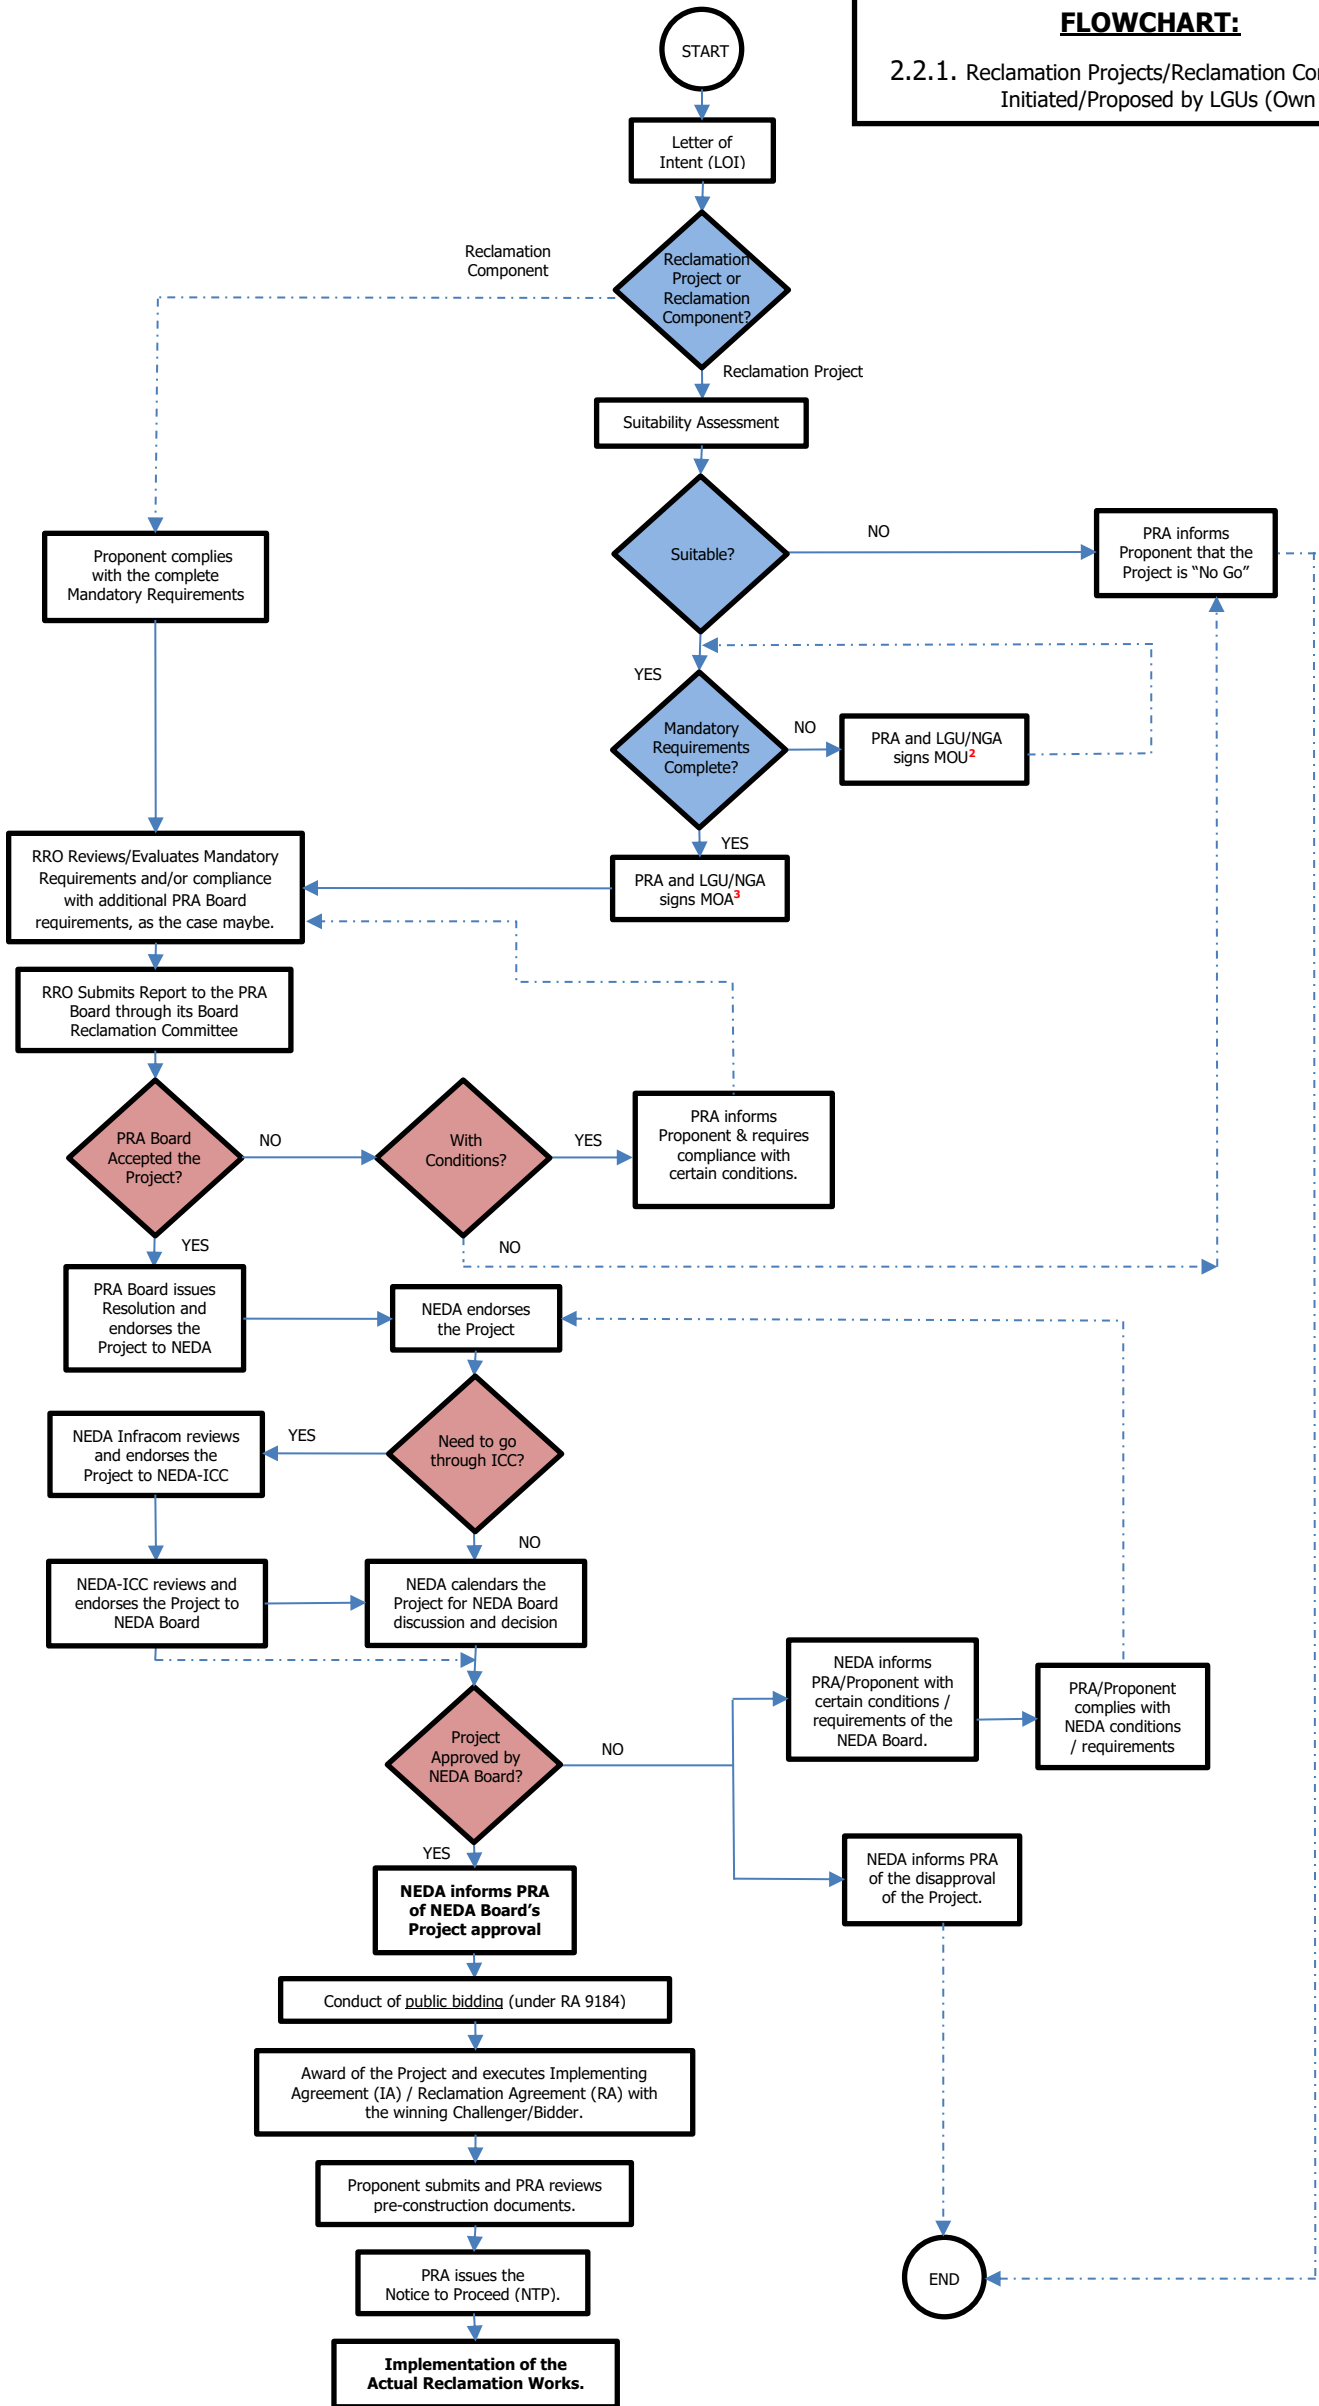 FLOWCHART:
2.2.1. Reclamation Projects/Reclamation
Initiated/Proposed by LGUs (Own
START
Letter of
Intent (LOI)
Reclamation
Component
Reclamation
Project or
Reclamation
Component?
Reclamation Project
Suitability Assessment
Suitable?
NO
PRA informs
Proponent that the
Project is “No Go”
Proponent complies
with the complete
Mandatory Requirements
YES
Mandatory
Requirements
Complete?
NO
PRA and LGU/NGA
signs MOU2
YES
PRA and LGU/NGA
signs MOA3
RRO Reviews/Evaluates Mandatory
Requirements and/or compliance
with additional PRA Board
requirements, as the case maybe.
RRO Submits Report to the PRA
Board through its Board
Reclamation Committee
PRA Board
Accepted the
Project?
NO
With
Conditions?
YES
PRA informs
Proponent & requires
compliance with
certain conditions.
YES
NO
PRA Board issues
Resolution and
endorses the
Project to NEDA
NEDA endorses
the Project
NEDA Infracom reviews
and endorses the
Project to NEDA-ICC
YES
Need to go
through ICC?
NO
NEDA-ICC reviews and
endorses the Project to
NEDA Board
NEDA calendars the
Project for NEDA Board
discussion and decision
NEDA informs
PRA/Proponent with
certain conditions /
requirements of the
NEDA Board.
PRA/Proponent
complies with
NEDA conditions
/ requirements
Project
Approved by
NEDA Board?
NO
YES
NEDA informs PRA
of the disapproval
of the Project.
NEDA informs PRA
of NEDA Board’s
Project approval
Conduct of public bidding (under RA 9184)
Award of the Project and executes Implementing
Agreement (IA) / Reclamation Agreement (RA) with
the winning Challenger/Bidder.
Proponent submits and PRA reviews
pre-construction documents.
PRA issues the
Notice to Proceed (NTP).
END
Implementation of the
Actual Reclamation Works.